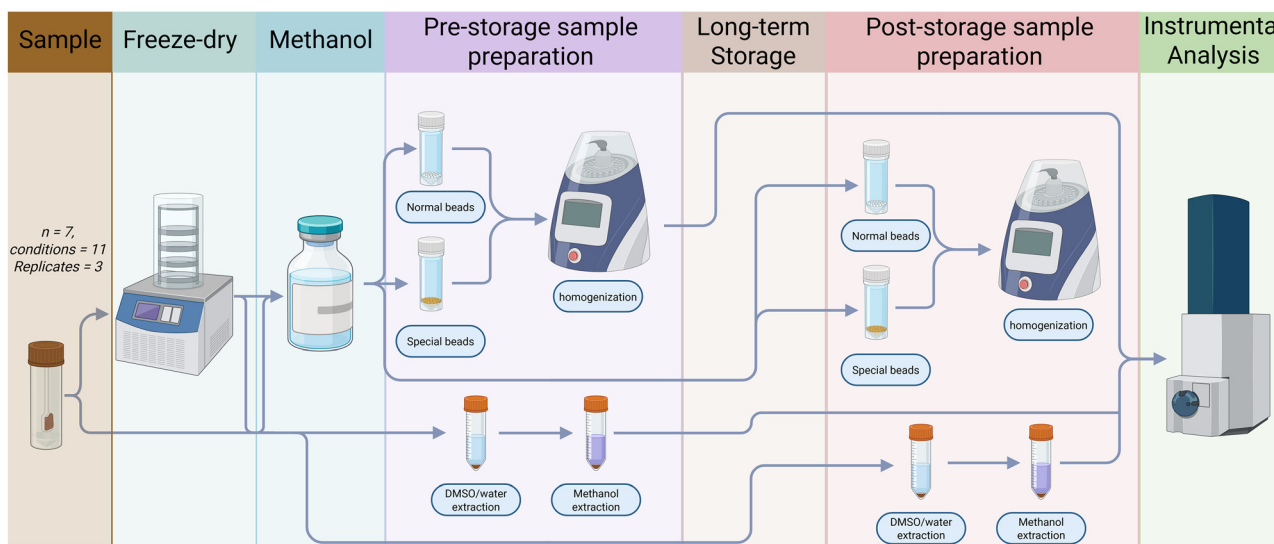 Sample
Freeze-dry
Methanol
Pre-storage sample
preparation
Long-term
Storage
Post-storage sample
preparation
Instrumenta
Analysis
n = 7,
conditions = 11
Replicates = 3
Normal beads
Special beads
homogenization
DMSO/water
extraction
Methanol
extraction
Normal beads
Special beads
homogenization
DMSO/water
extraction
Methanol
extraction